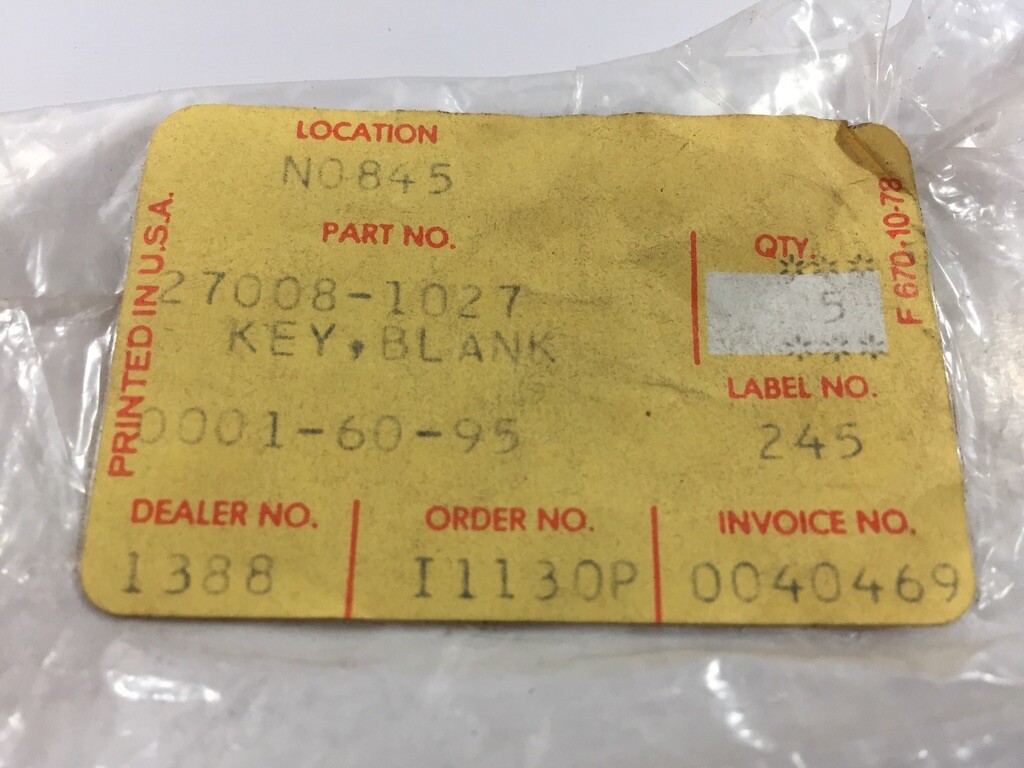 LOCATION
N0845
PART NO.
27008-1027
KEY, BLANK
0001-60-95
QTY.
***
5
***
LABEL NO.
245
DEALER NO.
1388
ORDER NO.
I1130P
INVOICE NO.
0040469
PRINTED IN U.S.A.
F 670-10-78